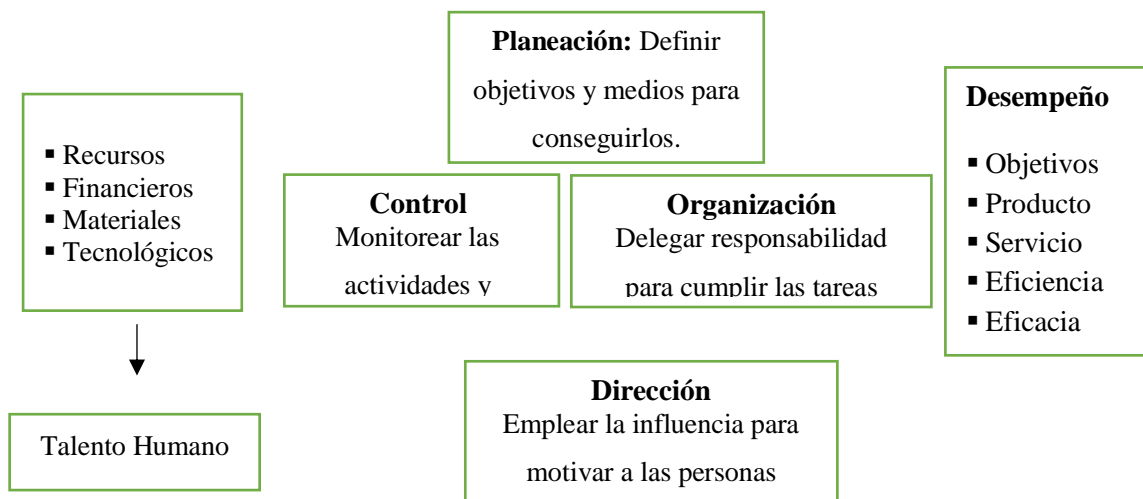 Planeación: Definir
objetivos y medios para
conseguirlos.
▪ Recursos
▪ Financieros
▪ Materiales
▪ Tecnológicos
Control
Monitorear las
actividades y
Organización
Delegar responsabilidad
para cumplir las tareas
Desempeño
▪ Objetivos
▪ Producto
▪ Servicio
▪ Eficiencia
▪ Eficacia
Talento Humano
Dirección
Emplear la influencia para
motivar a las personas